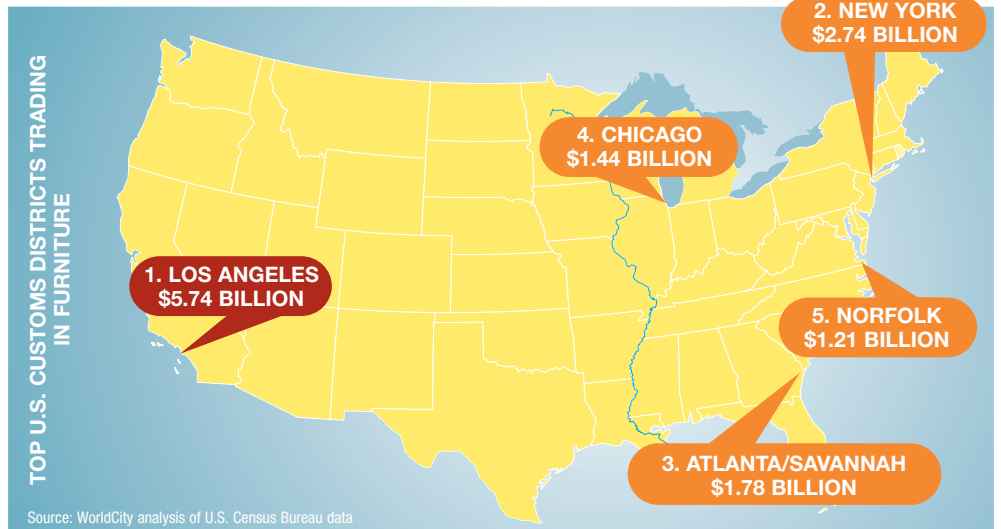 TOP U.S. CUSTOMS DISTRICTS TRADING
IN FURNITURE
2. NEW YORK
$2.74 BILLION
4. CHICAGO
$1.44 BILLION
1. LOS ANGELES
$5.74 BILLION
5. NORFOLK
$1.21 BILLION
3. ATLANTA/SAVANNAH
$1.78 BILLION
Source: WorldCity analysis of U.S. Census Bureau data